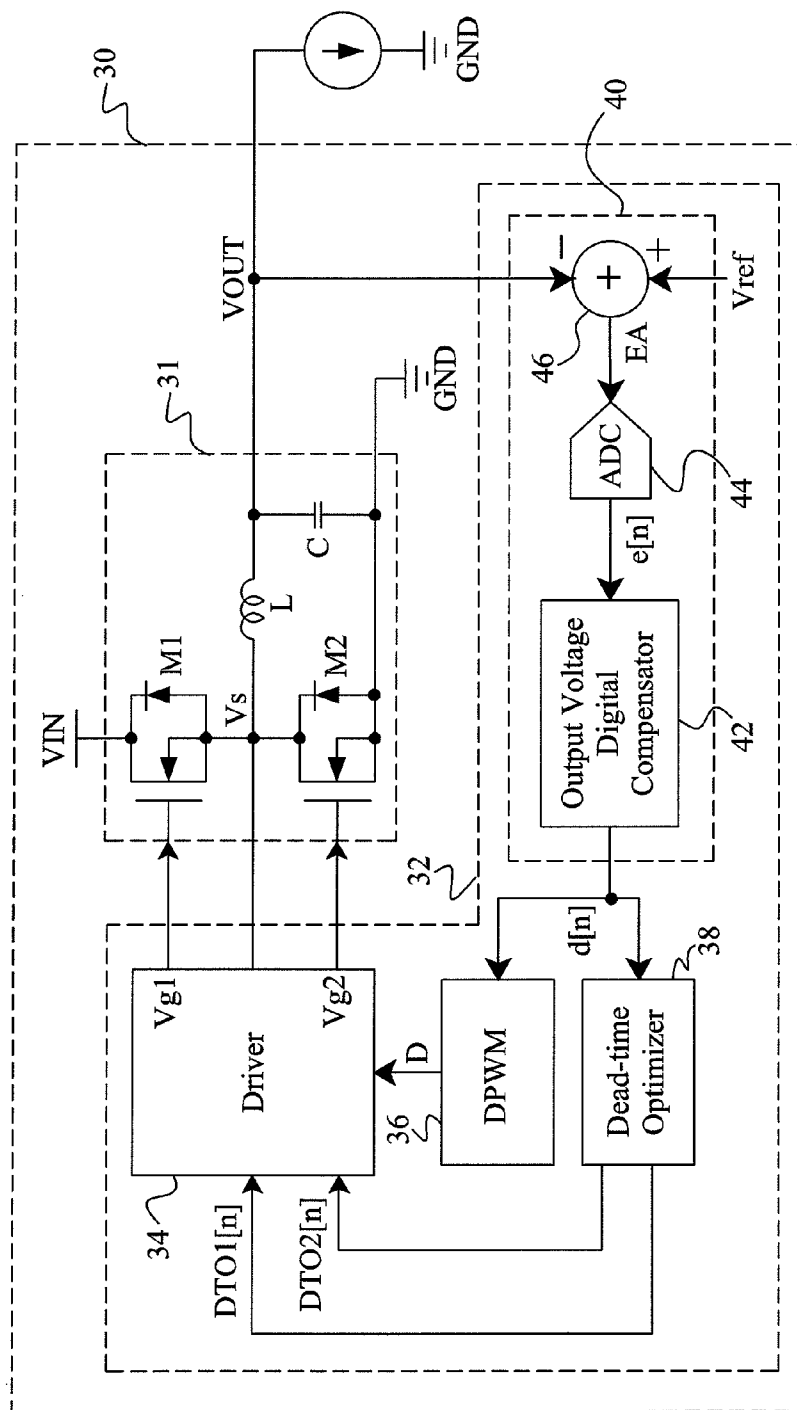 30
VIN
31
VOUT
M1
Vs
L
M2
C
GND
GND
Vg1
Vg2
Driver
34
DTO1[n]
DTO2[n]
D
36
DPWM
32
d[n]
Dead-time
Optimizer
38
Output Voltage
Digital
Compensator
42
e[n]
ADC
44
EA
46
+
−
+
Vref
40